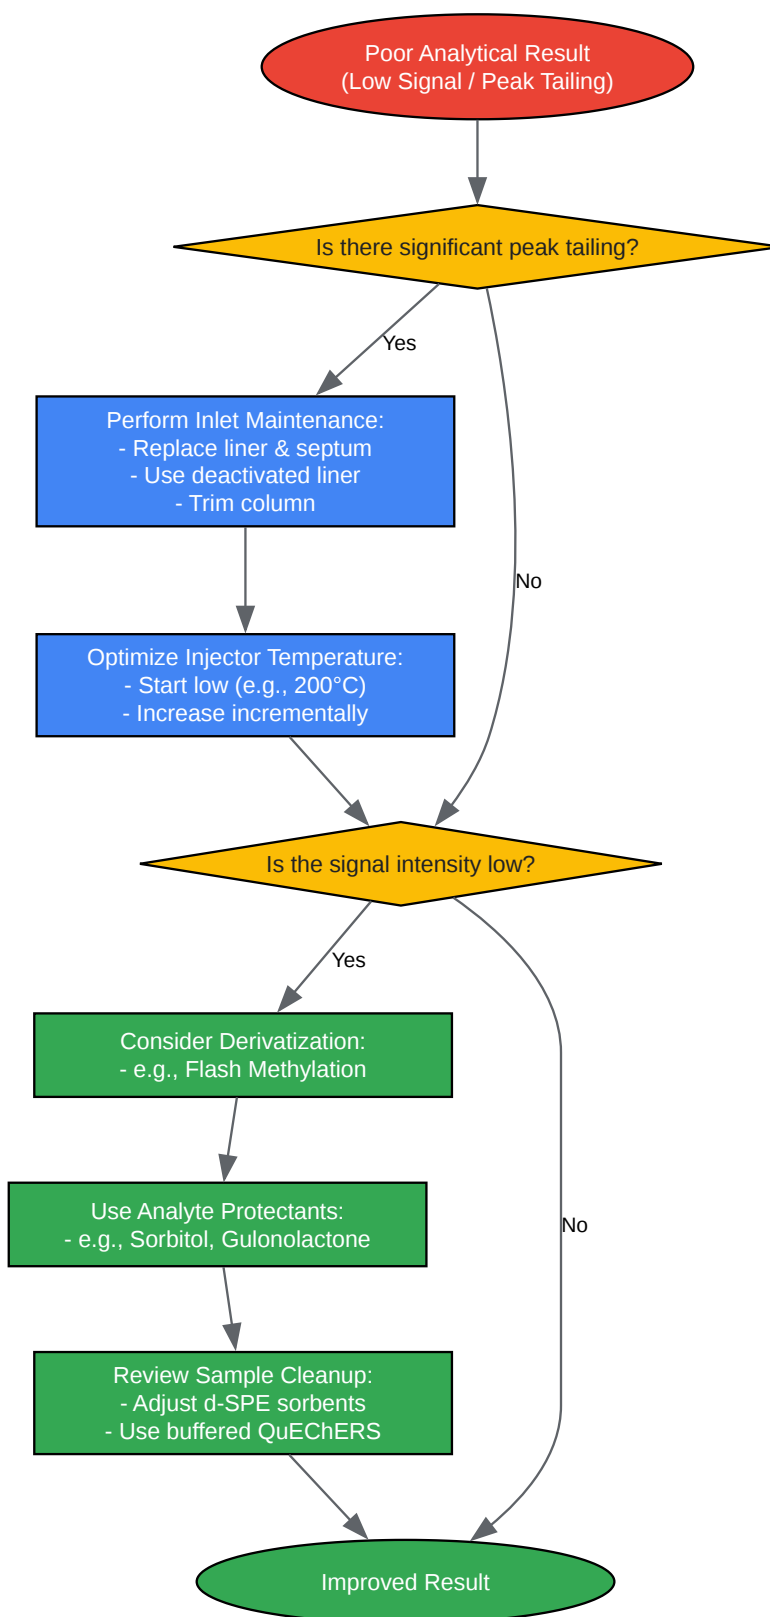 Poor Analytical Result
(Low Signal / Peak Tailing)
Is there significant peak tailing?
Yes
Perform Inlet Maintenance:
- Replace liner & septum
- Use deactivated liner
- Trim column
No
Optimize Injector Temperature:
- Start low (e.g., 200°C)
- Increase incrementally
Is the signal intensity low?
Yes
Consider Derivatization:
- e.g., Flash Methylation
Use Analyte Protectants:
- e.g., Sorbitol, Gulonolactone
No
Review Sample Cleanup:
- Adjust d-SPE sorbents
- Use buffered QuEChERS
Improved Result